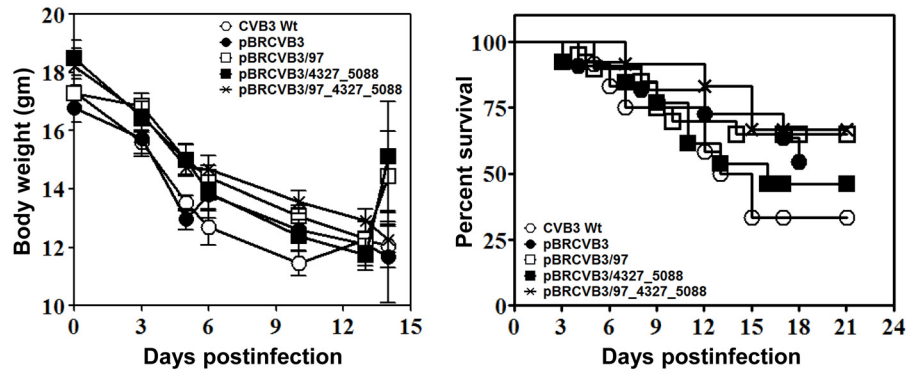 20
18
16
14
12
10
0
3
6
9
12
15
Body weight (gm)
Days postinfection
CVB3 Wt
pBRCVB3
pBRCVB3/97
pBRCVB3/4327_5088
pBRCVB3/97_4327_5088
100
75
50
25
0
3
6
9
12
15
18
21
24
Percent survival
Days postinfection
CVB3 Wt
pBRCVB3
pBRCVB3/97
pBRCVB3/4327_5088
pBRCVB3/97_4327_5088